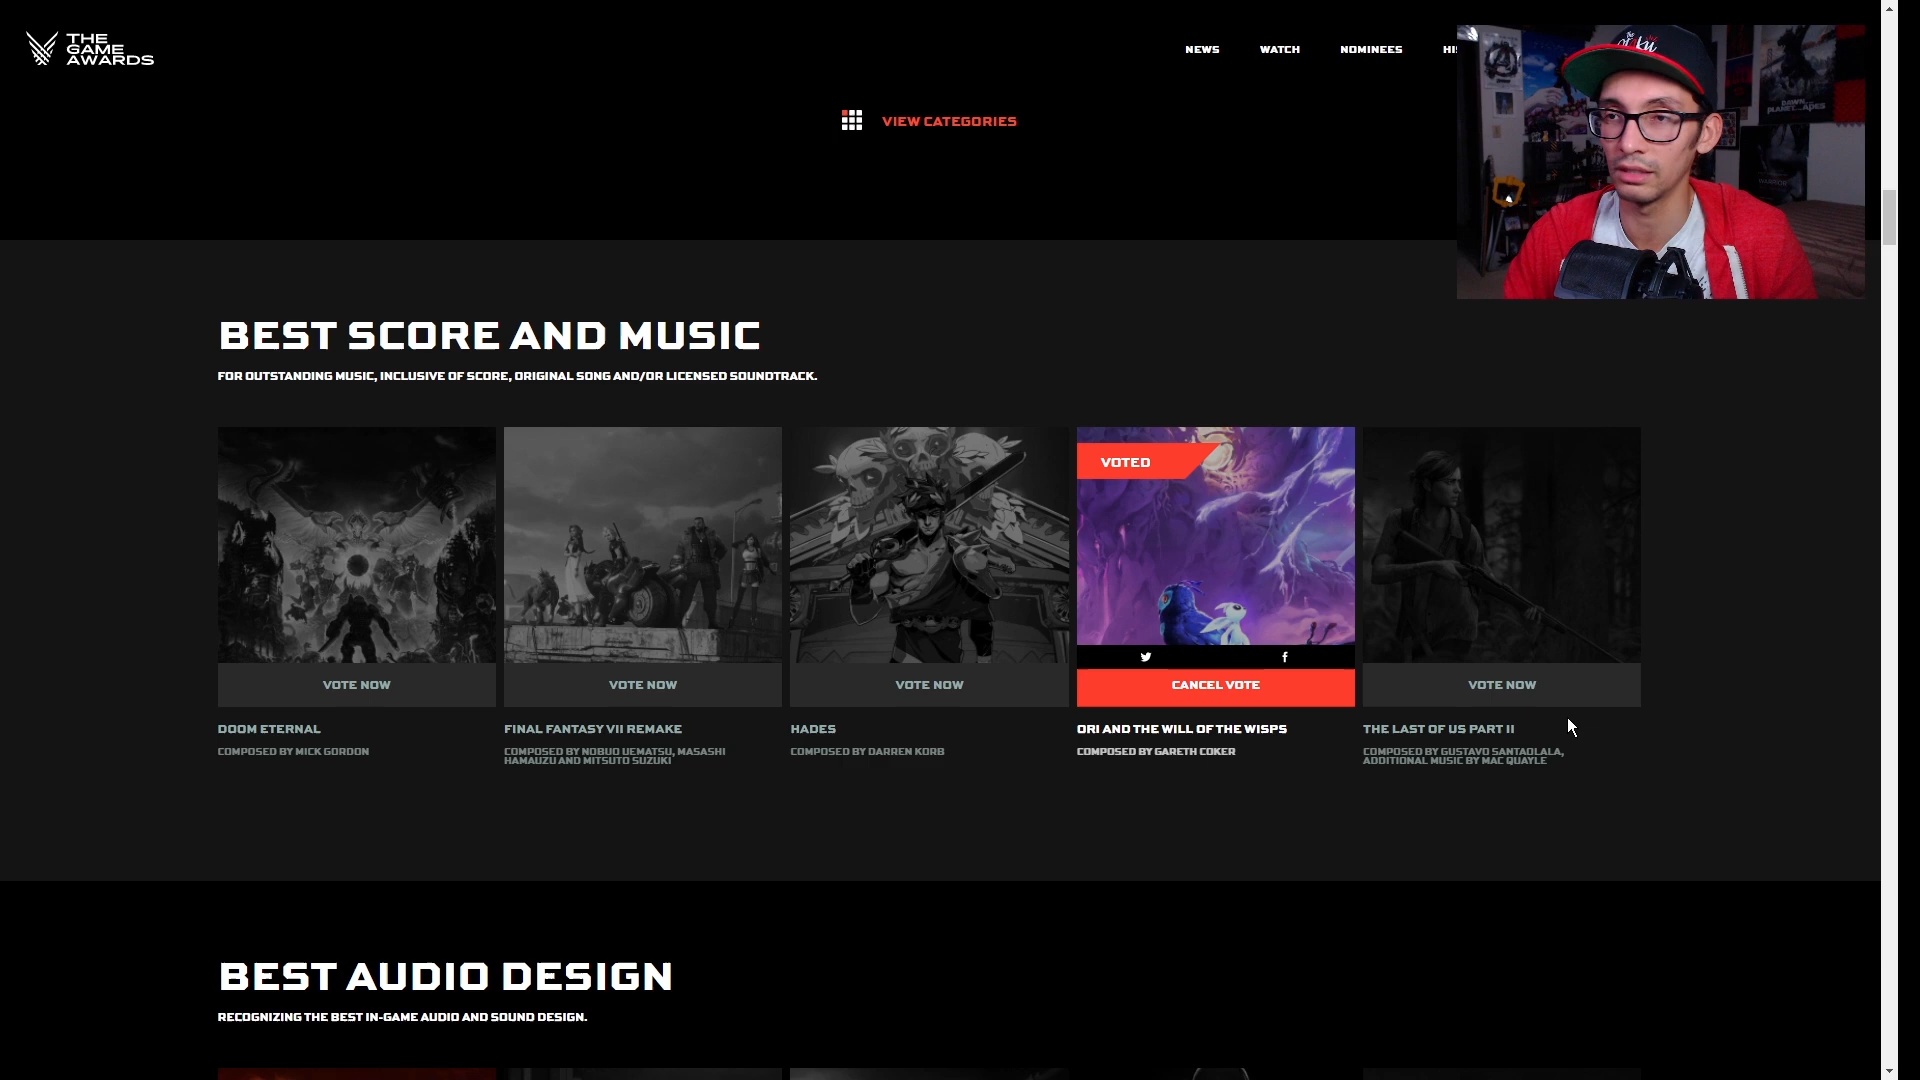 THE
GAME
AWARDS
NEWS
WATCH
NOMINEES
VIEW CATEGORIES
BEST SCORE AND MUSIC
FOR OUTSTANDING MUSIC, INCLUSIVE OF SCORE, ORIGINAL SONG AND/OR LICENSED SOUNDTRACK.
VOTED
VOTE NOW
VOTE NOW
VOTE NOW
CANCEL VOTE
VOTE NOW
DOOM ETERNAL
COMPOSED BY MICK GORDON
FINAL FANTASY VII REMAKE
COMPOSED BY NOBUO UEMATSU, MASASHI
HAMAUZU AND MITSUTO SUZUKI
HADES
COMPOSED BY DARREN KORB
ORI AND THE WILL OF THE WISPS
COMPOSED BY GARETH COKER
THE LAST OF US PART II
COMPOSED BY GUSTAVO SANTAOLALA,
ADDITIONAL MUSIC BY MAC QUAYLE
BEST AUDIO DESIGN
RECOGNIZING THE BEST IN-GAME AUDIO AND SOUND DESIGN.